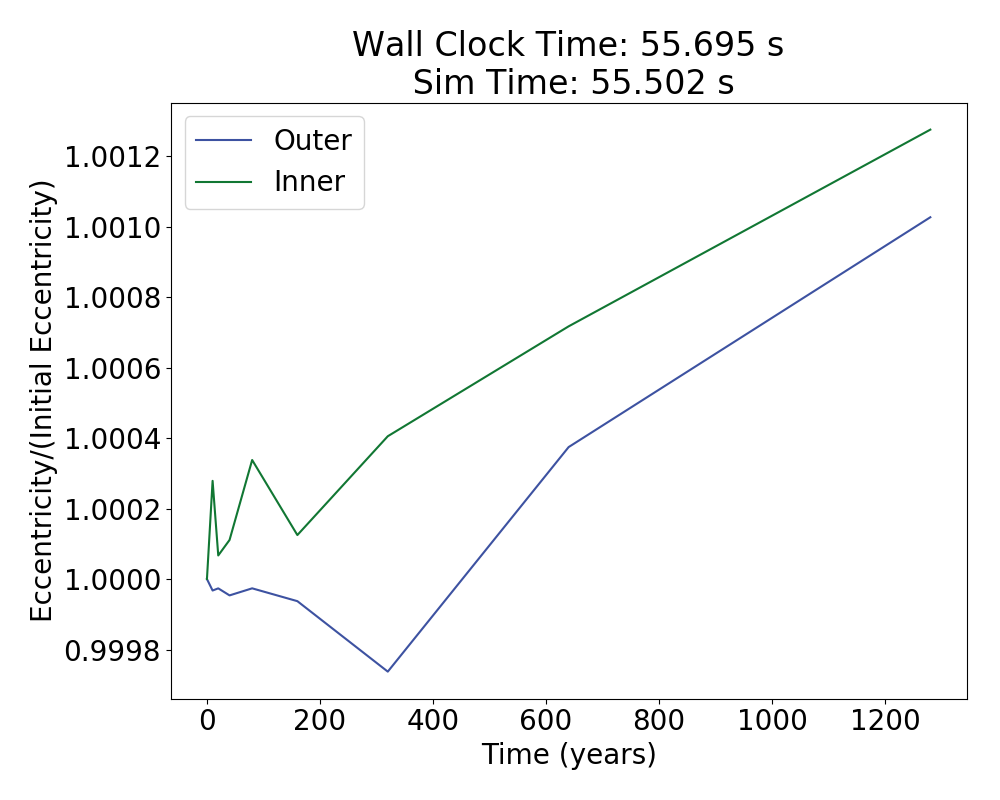 Wall Clock Time: 55.695 s
Sim Time: 55.502 s
Outer
Inner
Eccentricity/(Initial Eccentricity)
1.0012
1.0010
1.0008
1.0006
1.0004
1.0002
1.0000
0.9998
0 200 400 600 800 1000 1200
Time (years)